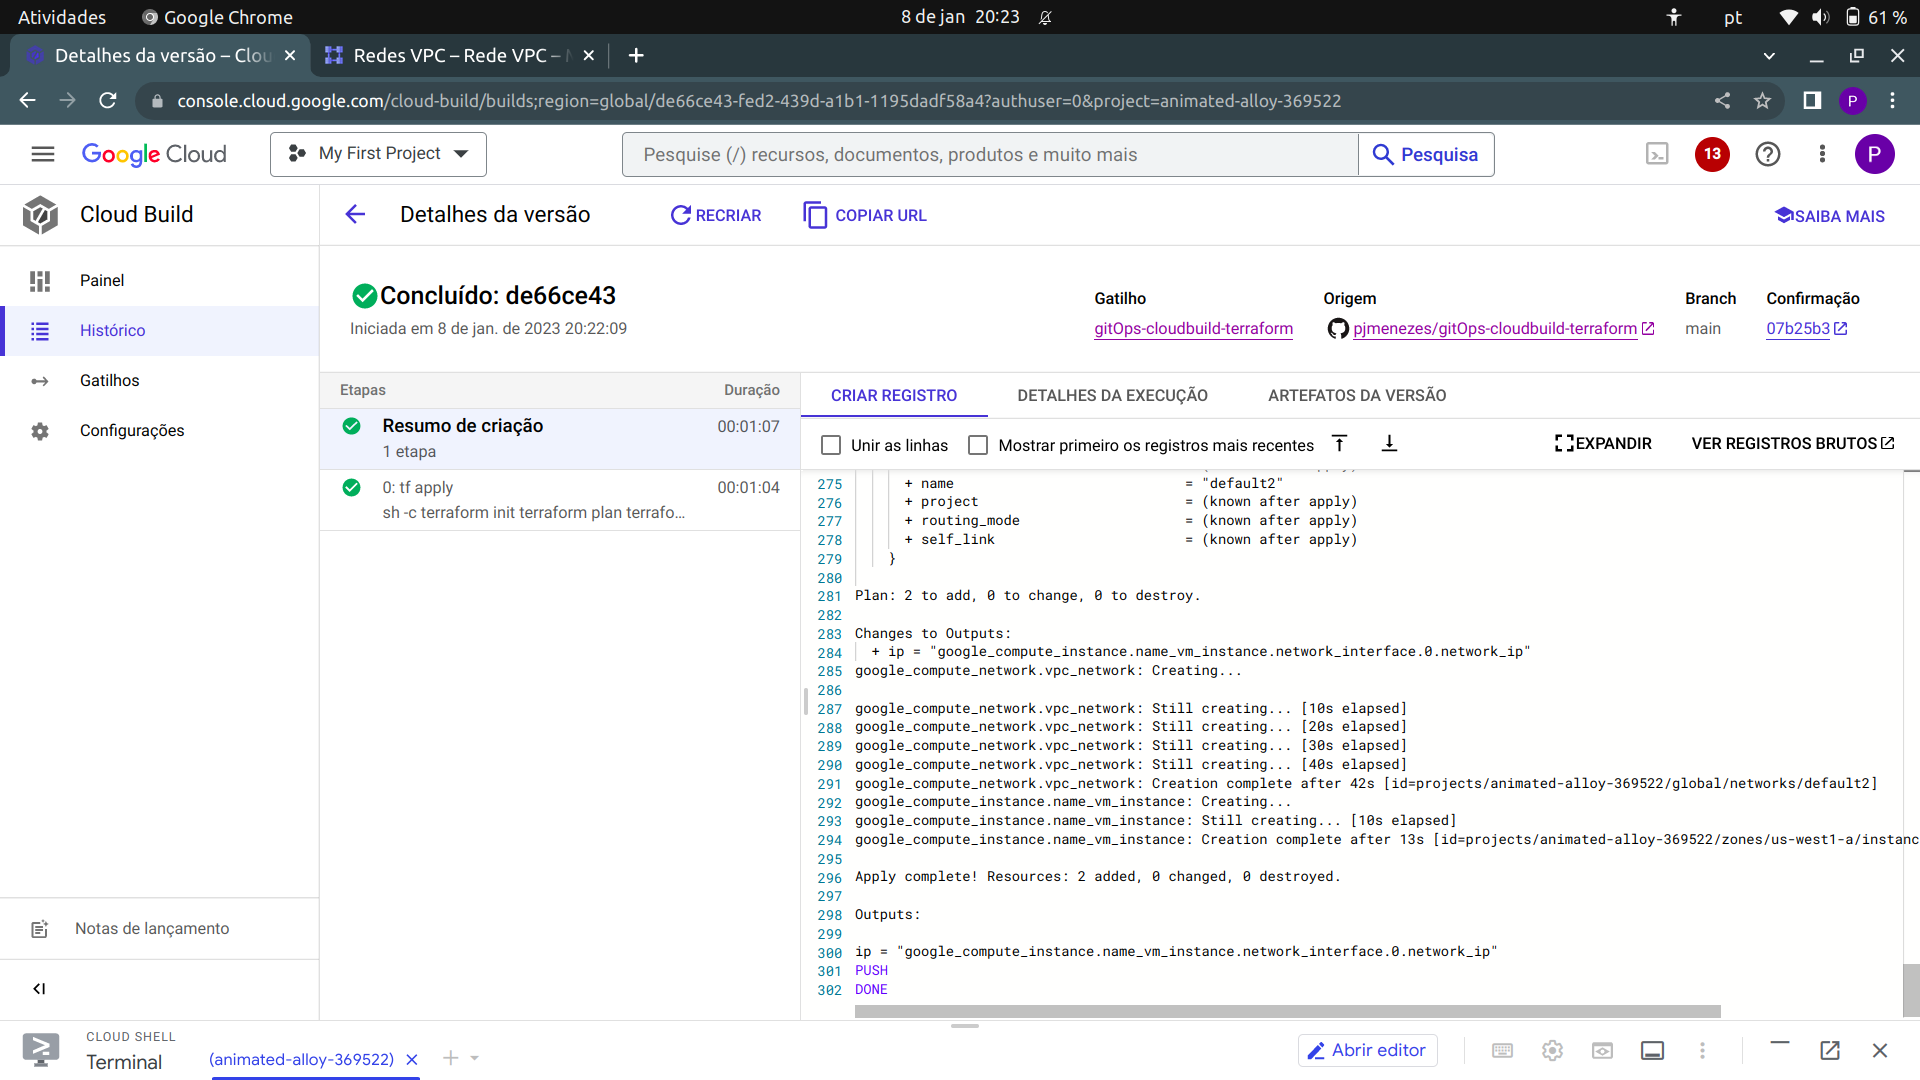 Atividades
Google Chrome
8 de jan 20:23
pt
61 %
Detalhes da versão – Clou
Redes VPC – Rede VPC –
console.cloud.google.com/cloud-build/builds;region=global/de66ce43-fed2-439d-a1b1-1195dadf58a4?authuser=0&project=animated-alloy-369522
P
Google Cloud
My First Project
Pesquise (/) recursos, documentos, produtos e muito mais
Pesquisa
13
P
Cloud Build
Detalhes da versão
RECRIAR
COPIAR URL
SAIBA MAIS
Painel
Histórico
Gatilhos
Configurações
Concluído: de66ce43
Iniciada em 8 de jan. de 2023 20:22:09
Gatilho
gitOps-cloudbuild-terraform
Origem
pjmenezes/gitOps-cloudbuild-terraform
Branch
main
Confirmação
07b25b3
Etapas
Duração
Resumo de criação
00:01:07
1 etapa
0: tf apply
00:01:04
sh -c terraform init terraform plan terrafo...
CRIAR REGISTRO
DETALHES DA EXECUÇÃO
ARTEFATOS DA VERSÃO
Unir as linhas
Mostrar primeiro os registros mais recentes
EXPANDIR
VER REGISTROS BRUTOS
275 + name = "default2"
276 + project = (known after apply)
277 + routing_mode = (known after apply)
278 + self_link = (known after apply)
279 }
280
281 Plan: 2 to add, 0 to change, 0 to destroy.
282
283 Changes to Outputs:
284 + ip = "google_compute_instance.name_vm_instance.network_interface.0.network_ip"
285 google_compute_network.vpc_network: Creating...
286
287 google_compute_network.vpc_network: Still creating... [10s elapsed]
288 google_compute_network.vpc_network: Still creating... [20s elapsed]
289 google_compute_network.vpc_network: Still creating... [30s elapsed]
290 google_compute_network.vpc_network: Still creating... [40s elapsed]
291 google_compute_network.vpc_network: Creation complete after 42s [id=projects/animated-alloy-369522/global/networks/default2]
292 google_compute_instance.name_vm_instance: Creating...
293 google_compute_instance.name_vm_instance: Still creating... [10s elapsed]
294 google_compute_instance.name_vm_instance: Creation complete after 13s [id=projects/animated-alloy-369522/zones/us-west1-a/instanc
295
296 Apply complete! Resources: 2 added, 0 changed, 0 destroyed.
297
298 Outputs:
299
300 ip = "google_compute_instance.name_vm_instance.network_interface.0.network_ip"
301 PUSH
302 DONE
Notas de lançamento
CLOUD SHELL
Terminal
(animated-alloy-369522)
Abrir editor